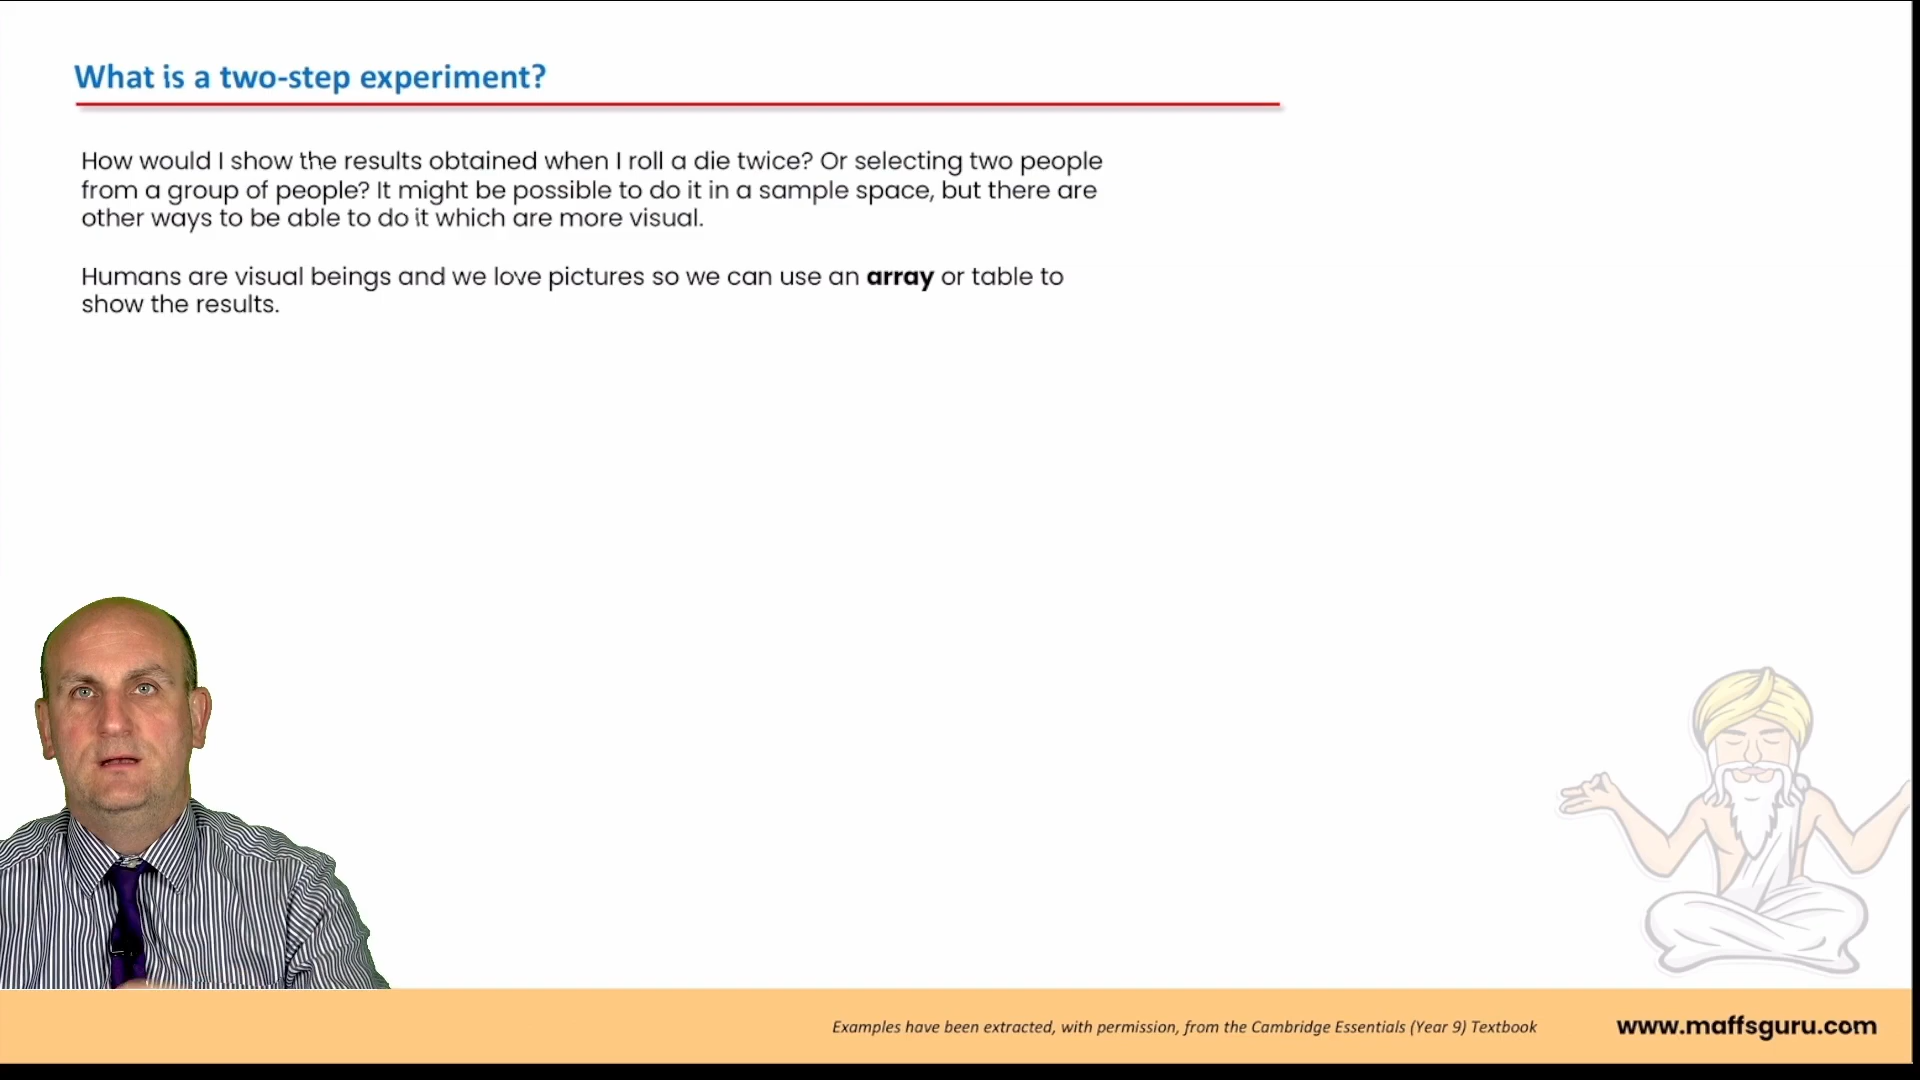 What is a two-step experiment?
How would I show the results obtained when I roll a die twice? Or selecting two people
from a group of people? It might be possible to do it in a sample space, but there are
other ways to be able to do it which are more visual.
Humans are visual beings and we love pictures so we can use an array or table to
show the results.
Examples have been extracted, with permission, from the Cambridge Essentials (Year 9) Textbook
www.maffsguru.com